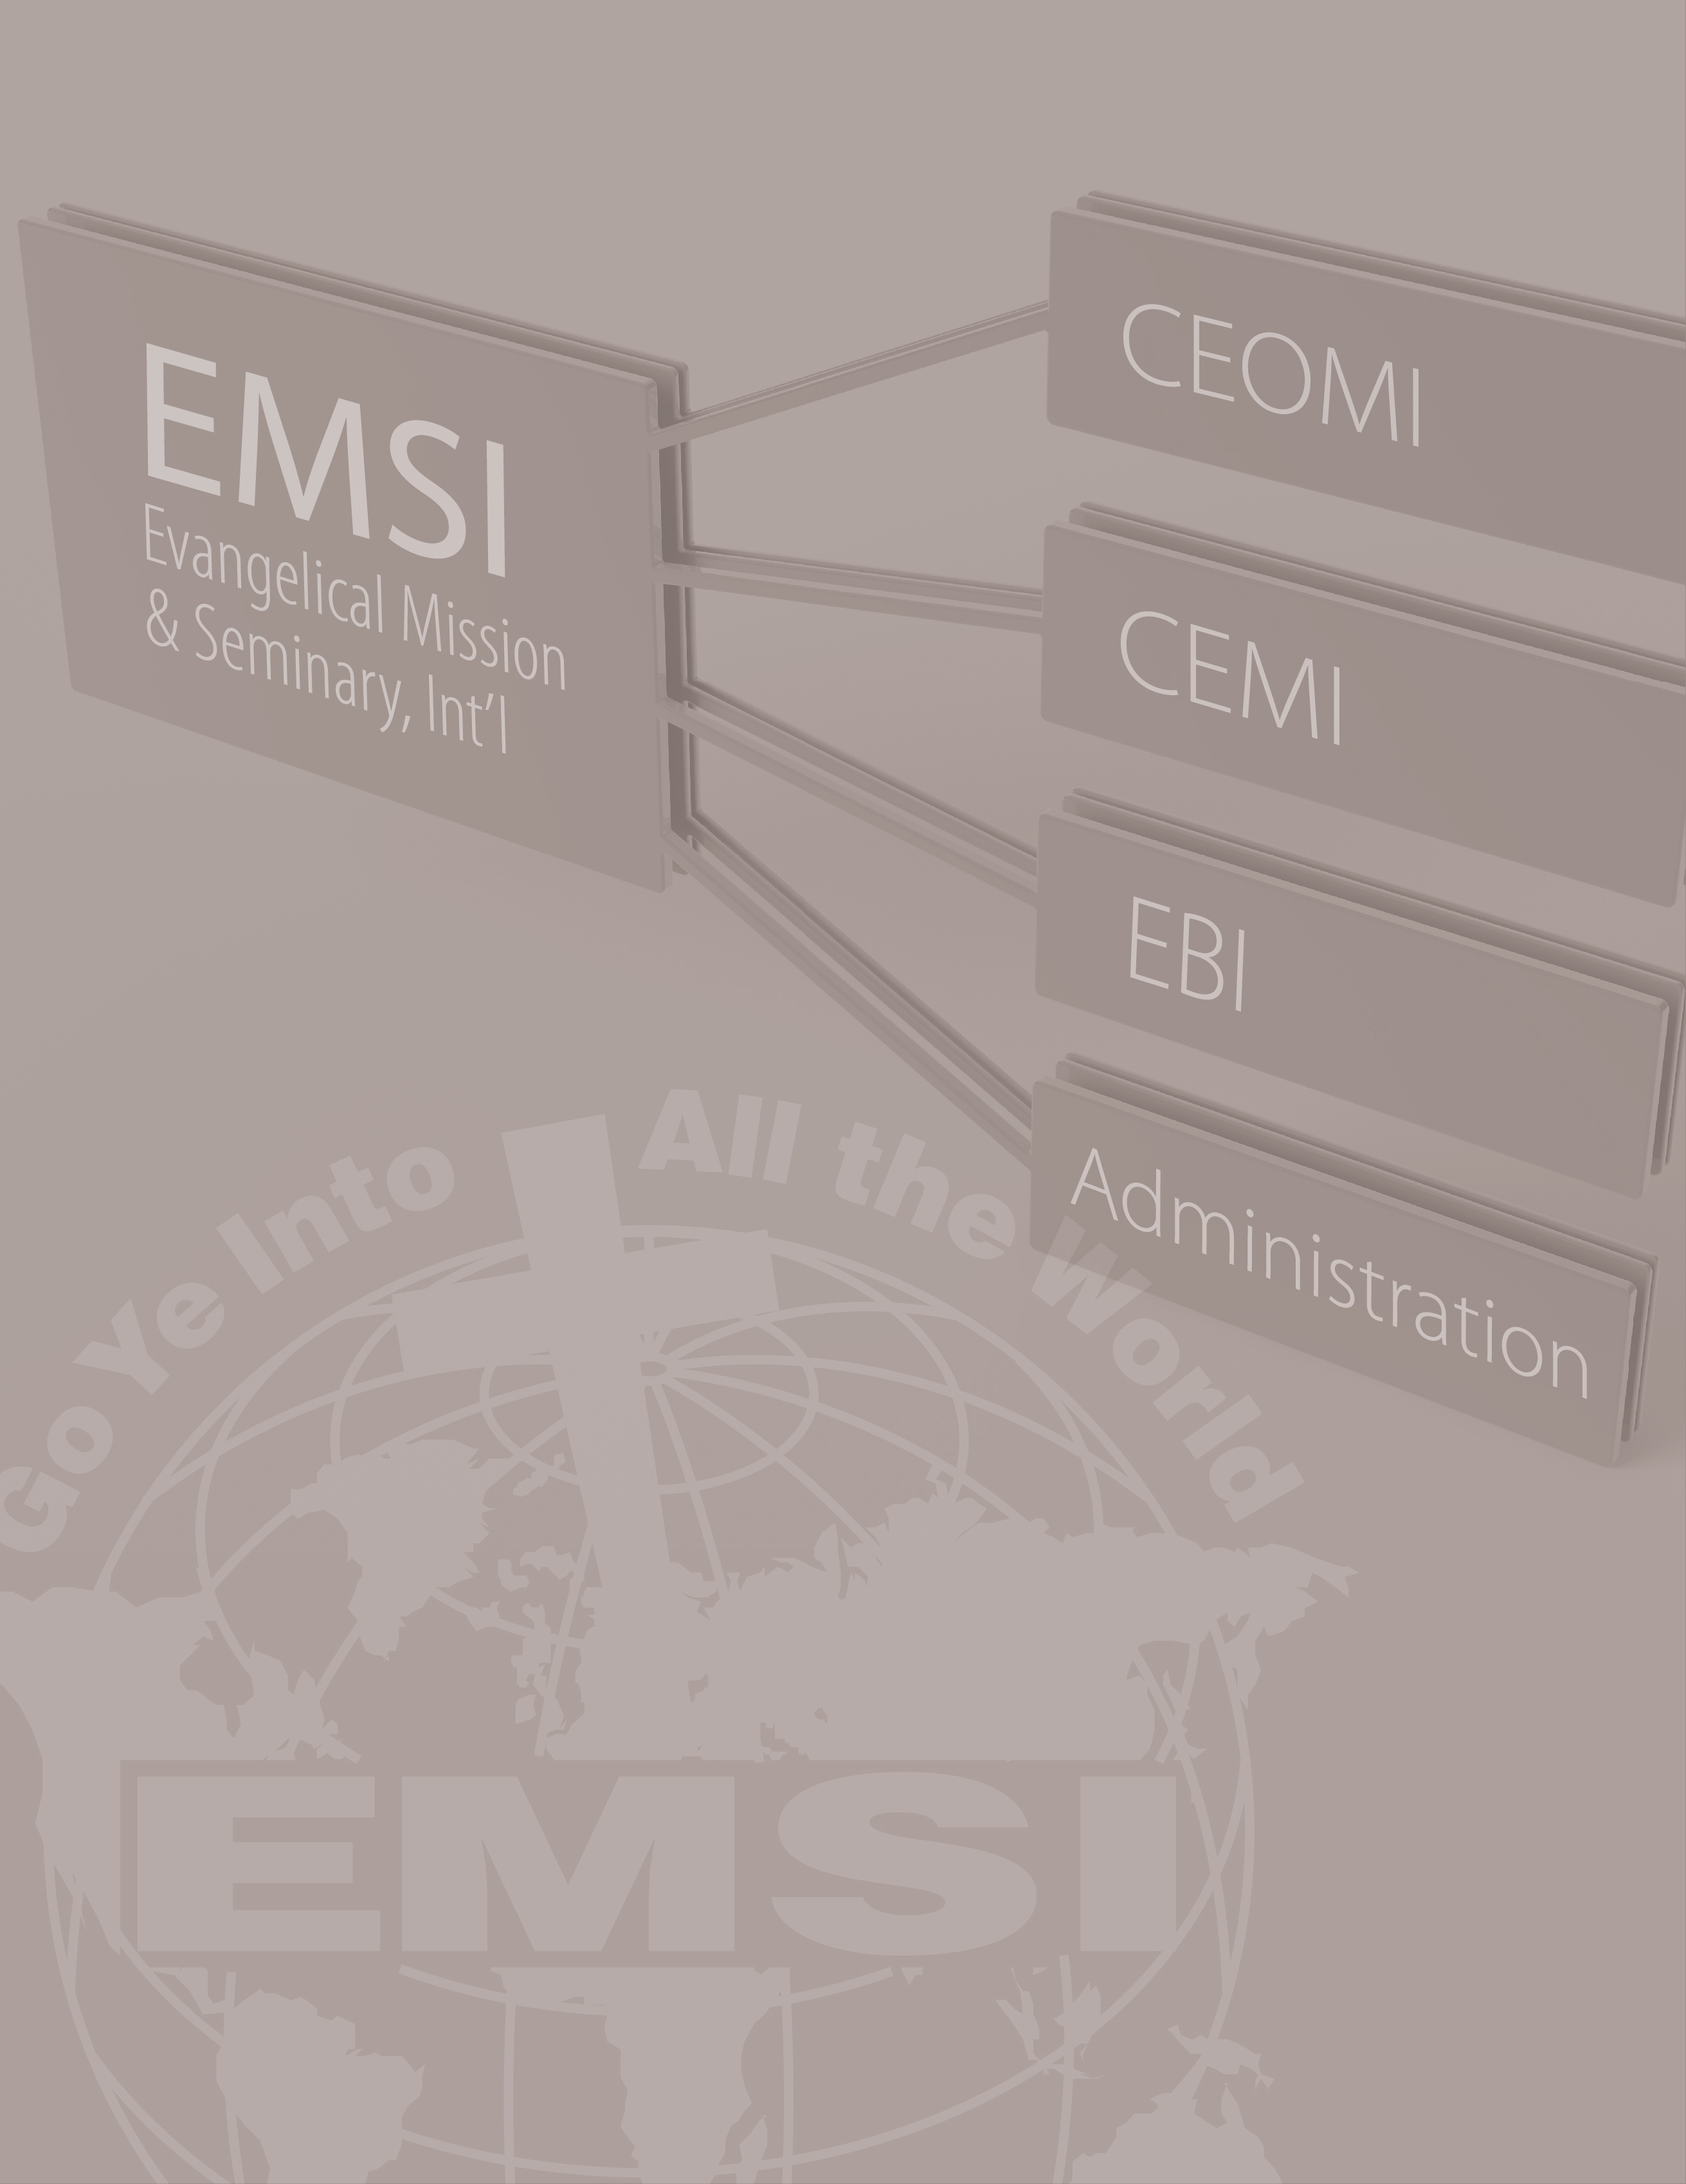 EMSI
Evangelical Mission
& Seminary, Int'l
CEOMI
CEMI
EBI
Administration
Go Ye Into All the World
EMSI